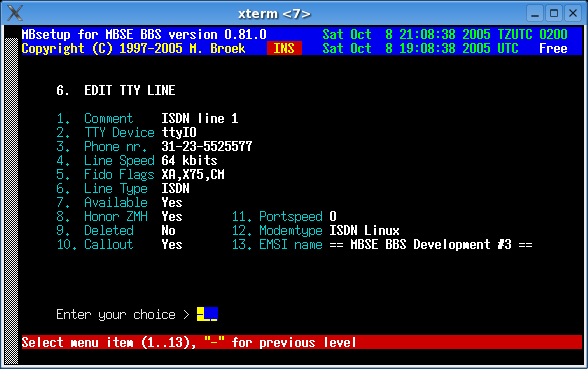 xterm <7>
MBsetup for MBSE BBS version 0.81.0 Sat Oct 8 21:08:38 2005 TZUTC 0200
Copyright (C) 1997-2005 M. Broek INS Sat Oct 8 19:08:38 2005 UTC Free
6. EDIT TTY LINE
1. Comment ISDN line 1
2. TTY Device ttyI0
3. Phone nr. 31-23-5525577
4. Line Speed 64 kbits
5. Fido Flags XA,X75,CM
6. Line Type ISDN
7. Available Yes
8. Honor ZMH Yes 11. Portspeed 0
9. Deleted No 12. Modemtype ISDN Linux
10. Callout Yes 13. EMSI name == MBSE BBS Development #3 ==
Enter your choice > -__
Select menu item (1..13), "-" for previous level